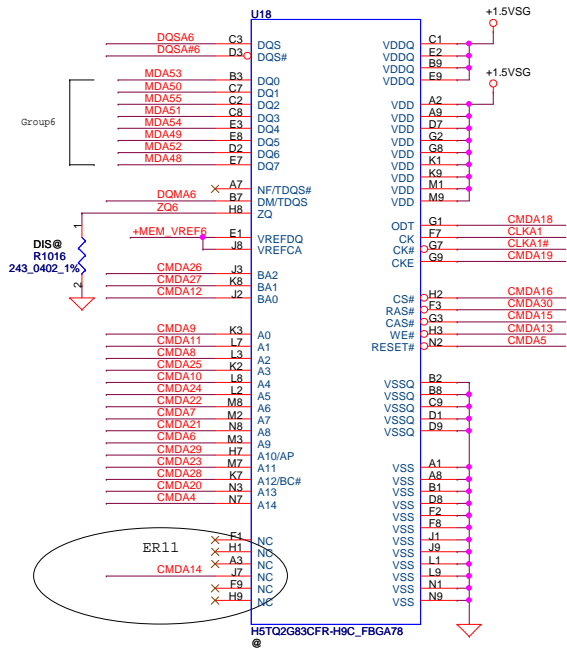 U18
+1.5VSG
DQSA6 C3 DQS VDDQ C1
DQSA#6 D3 DQS# VDDQ E2
VDDQ B9
MDA53 B3 DQ0 VDDQ E9
MDA50 C7 DQ1
+1.5VSG
MDA55 C2 DQ2 VDD A2
MDA51 C8 DQ3 VDD A9
Group6
MDA54 E3 DQ4 VDD D7
MDA49 E8 DQ5 VDD G2
MDA52 D2 DQ6 VDD G8
MDA48 E7 DQ7 VDD K1
VDD K9
A7 NF/TDQS# VDD M1
DQMA6 B7 DM/TDQS VDD M9
ZQ6 H8 ZQ
ODT G1 CMDA18
+MEM_VREF6 E1 VREFDQ CK F7 CLKA1
J8 VREFCA CK# G7 CLKA1#
CKE G9 CMDA19
1
DIS@
R1016
243_0402_1%
2
CMDA26 J3 BA2
CMDA27 K8 BA1
CMDA12 J2 BA0
CS# H2 CMDA16
RAS# F3 CMDA30
CAS# G3 CMDA15
WE# H3 CMDA13
RESET# N2 CMDA5
CMDA9 K3 A0
CMDA11 L7 A1
CMDA8 L3 A2
CMDA25 K2 A3
CMDA10 L8 A4
CMDA24 L2 A5
CMDA22 M8 A6
CMDA7 M2 A7
CMDA21 N8 A8
CMDA6 M3 A9
CMDA29 H7 A10/AP
CMDA23 M7 A11
CMDA28 K7 A12/BC#
CMDA20 N3 A13
CMDA4 N7 A14
VSSQ B2
VSSQ B8
VSSQ C9
VSSQ D1
VSSQ D9
VSS A1
VSS A8
VSS B1
VSS D8
VSS F2
VSS F8
VSS J1
VSS J9
VSS L1
VSS L9
VSS N1
VSS N9
ER11
F1 NC
H1 NC
A3 NC
CMDA14 J7 NC
F9 NC
H9 NC
H5TQ2G83CFR-H9C_FBGA78
@